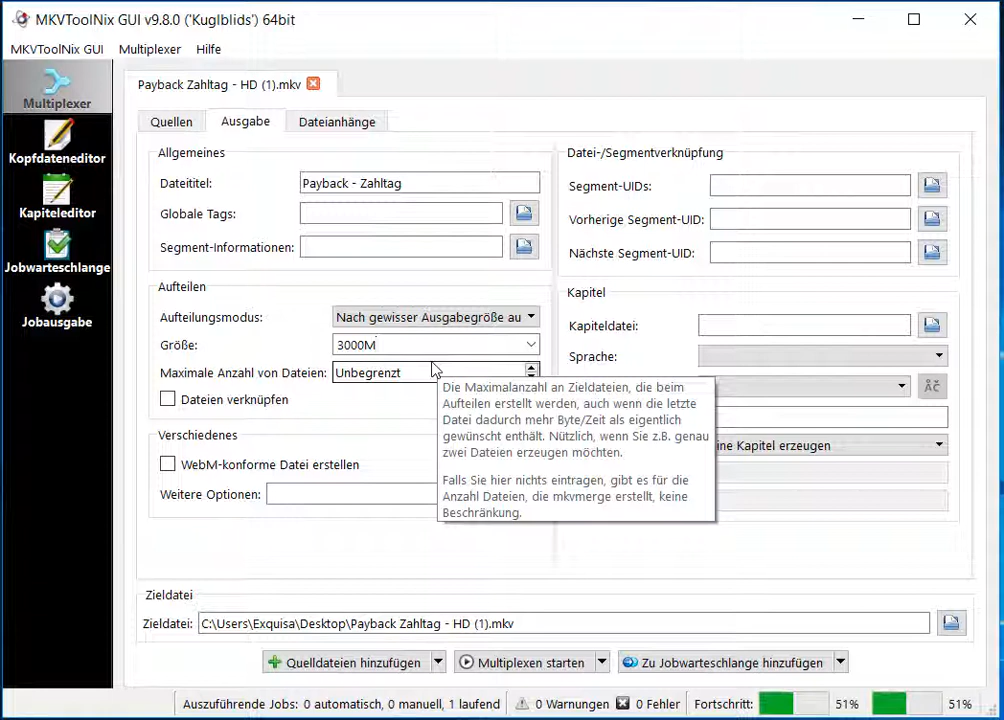 MKVToolNix GUI v9.8.0 ('Kuglblids) 64bit
MKVToolNix GUI Multiplexer Hilfe
Multiplexer
Kopfdateneditor
Kapiteleditor
Jobwarteschlange
Jobausgabe
Payback Zahltag - HD (1).mkv
Quellen Ausgabe Dateianhänge
Allgemeines
Dateititel: Payback - Zahltag
Globale Tags:
Segment-Informationen:
Aufteilen
Aufteilungsmodus: Nach gewisser Ausgabegröße au
Größe: 3000M
Maximale Anzahl von Dateien: Unbegrenzt
Dateien verknüpfen
Verschiedenes
WebM-konforme Datei erstellen
Weitere Optionen:
Die Maximalanzahl an Zieldateien, die beim
Aufteilen erstellt werden, auch wenn die letzte
Datei dadurch mehr Byte/Zeit als eigentlich
gewünscht enthält. Nützlich, wenn Sie z.B. genau
zwei Dateien erzeugen möchten.
Falls Sie hier nichts eintragen, gibt es für die
Anzahl Dateien, die mkvmerge erstellt, keine
Beschränkung.
Datei-/Segmentverknüpfung
Segment-UIDs:
Vorherige Segment-UID:
Nächste Segment-UID:
Kapitel
Kapiteldatei:
Sprache:
ÄĈ
ine Kapitel erzeugen
Zieldatei
Zieldatei: C:\Users\Exquisa\Desktop\Payback Zahltag - HD (1).mkv
Quelldateien hinzufügen Multiplexen starten Zu Jobwarteschlange hinzufügen
Auszuführende Jobs: 0 automatisch, 0 manuell, 1 laufend 0 Warnungen 0 Fehler Fortschritt: 51% 51%